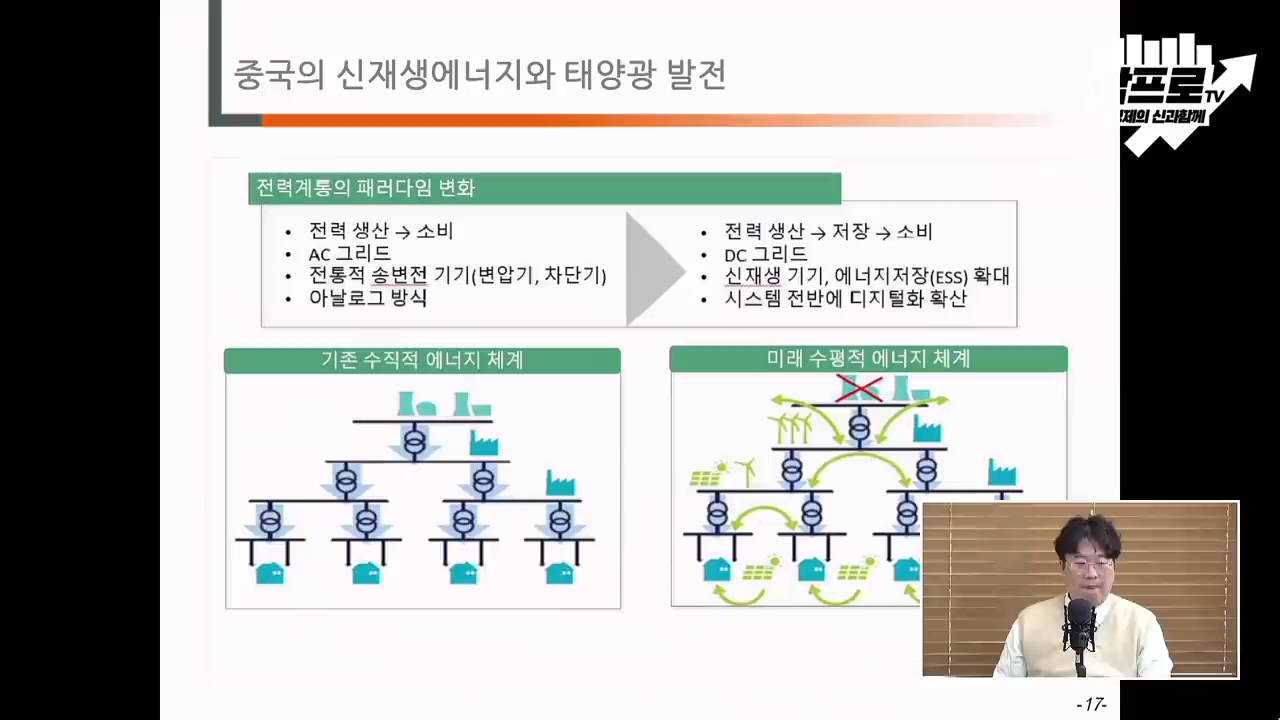 중국의 신재생에너지와 태양광 발전
프로TV
경제의 신과함께
전력계통의 패러다임 변화
• 전력 생산 → 소비
• AC 그리드
• 전통적 송변전 기기(변압기, 차단기)
• 아날로그 방식
• 전력 생산 → 저장 → 소비
• DC 그리드
• 신재생 기기, 에너지저장(ESS) 확대
• 시스템 전반에 디지털화 확산
기존 수직적 에너지 체계
미래 수평적 에너지 체계
-17-